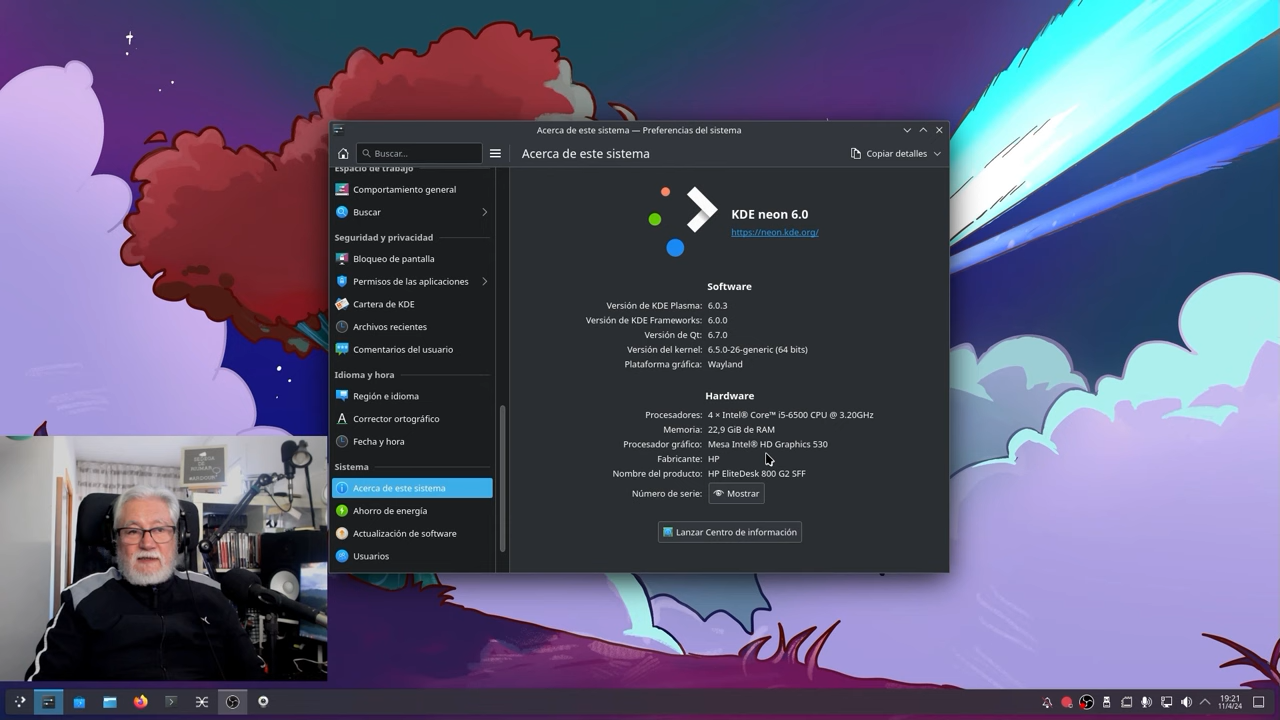 Acerca de este sistema — Preferencias del sistema
Buscar...
Acerca de este sistema
Copiar detalles
Espacio de trabajo
Comportamiento general
Buscar
Seguridad y privacidad
Bloqueo de pantalla
Permisos de las aplicaciones
Cartera de KDE
Archivos recientes
Comentarios del usuario
Idioma y hora
Región e idioma
Corrector ortográfico
Fecha y hora
Sistema
Acerca de este sistema
Ahorro de energía
Actualización de software
Usuarios
KDE neon 6.0
https://neon.kde.org/
Software
Versión de KDE Plasma: 6.0.3
Versión de KDE Frameworks: 6.0.0
Versión de Qt: 6.7.0
Versión del kernel: 6.5.0-26-generic (64 bits)
Plataforma gráfica: Wayland
Hardware
Procesadores: 4 × Intel® Core™ i5-6500 CPU @ 3.20GHz
Memoria: 22,9 GiB de RAM
Procesador gráfico: Mesa Intel® HD Graphics 530
Fabricante: HP
Nombre del producto: HP EliteDesk 800 G2 SFF
Número de serie: Mostrar
Lanzar Centro de información
19:21
11/4/24